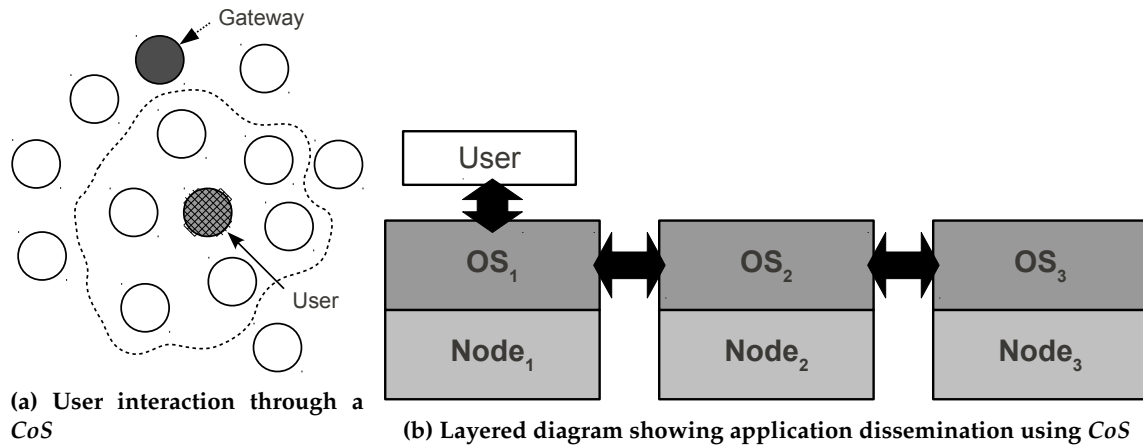 Gateway
User
(a) User interaction through a
CoS
User
OS₁
OS₂
OS₃
Node₁
Node₂
Node₃
(b) Layered diagram showing application dissemination using CoS